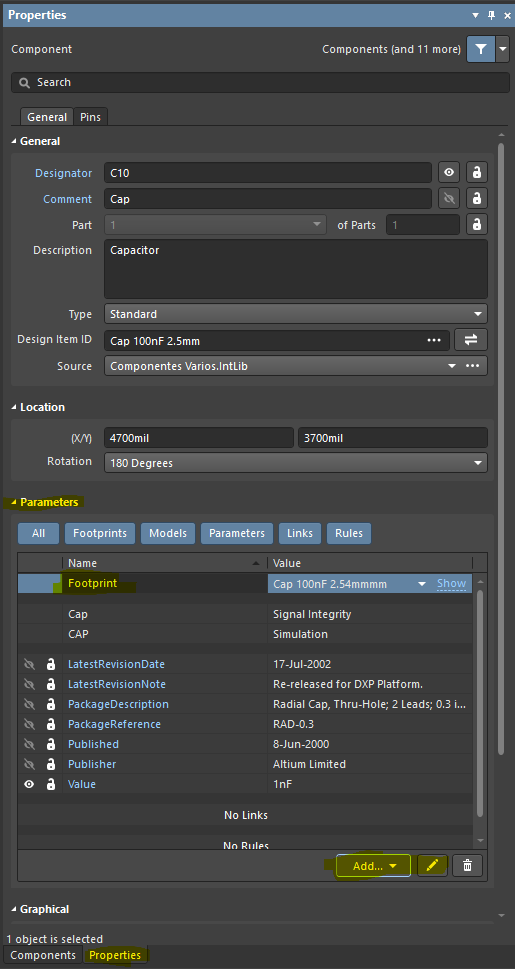 Properties
Component Components (and 11 more)
Search
General Pins
General
Designator C10
Comment Cap
Part 1 of Parts 1
Description Capacitor
Type Standard
Design Item ID Cap 100nF 2.5mm
Source Componentes Varios.IntLib
Location
(X/Y) 4700mil 3700mil
Rotation 180 Degrees
Parameters
All Footprints Models Parameters Links Rules
Name Value
Footprint Cap 100nF 2.54mmmm Show
Cap Signal Integrity
CAP Simulation
LatestRevisionDate 17-Jul-2002
LatestRevisionNote Re-released for DXP Platform.
PackageDescription Radial Cap, Thru-Hole; 2 Leads; 0.3 i...
PackageReference RAD-0.3
Published 8-Jun-2000
Publisher Altium Limited
Value 1nF
No Links
No Rules
Add...
Graphical
1 object is selected
Components Properties